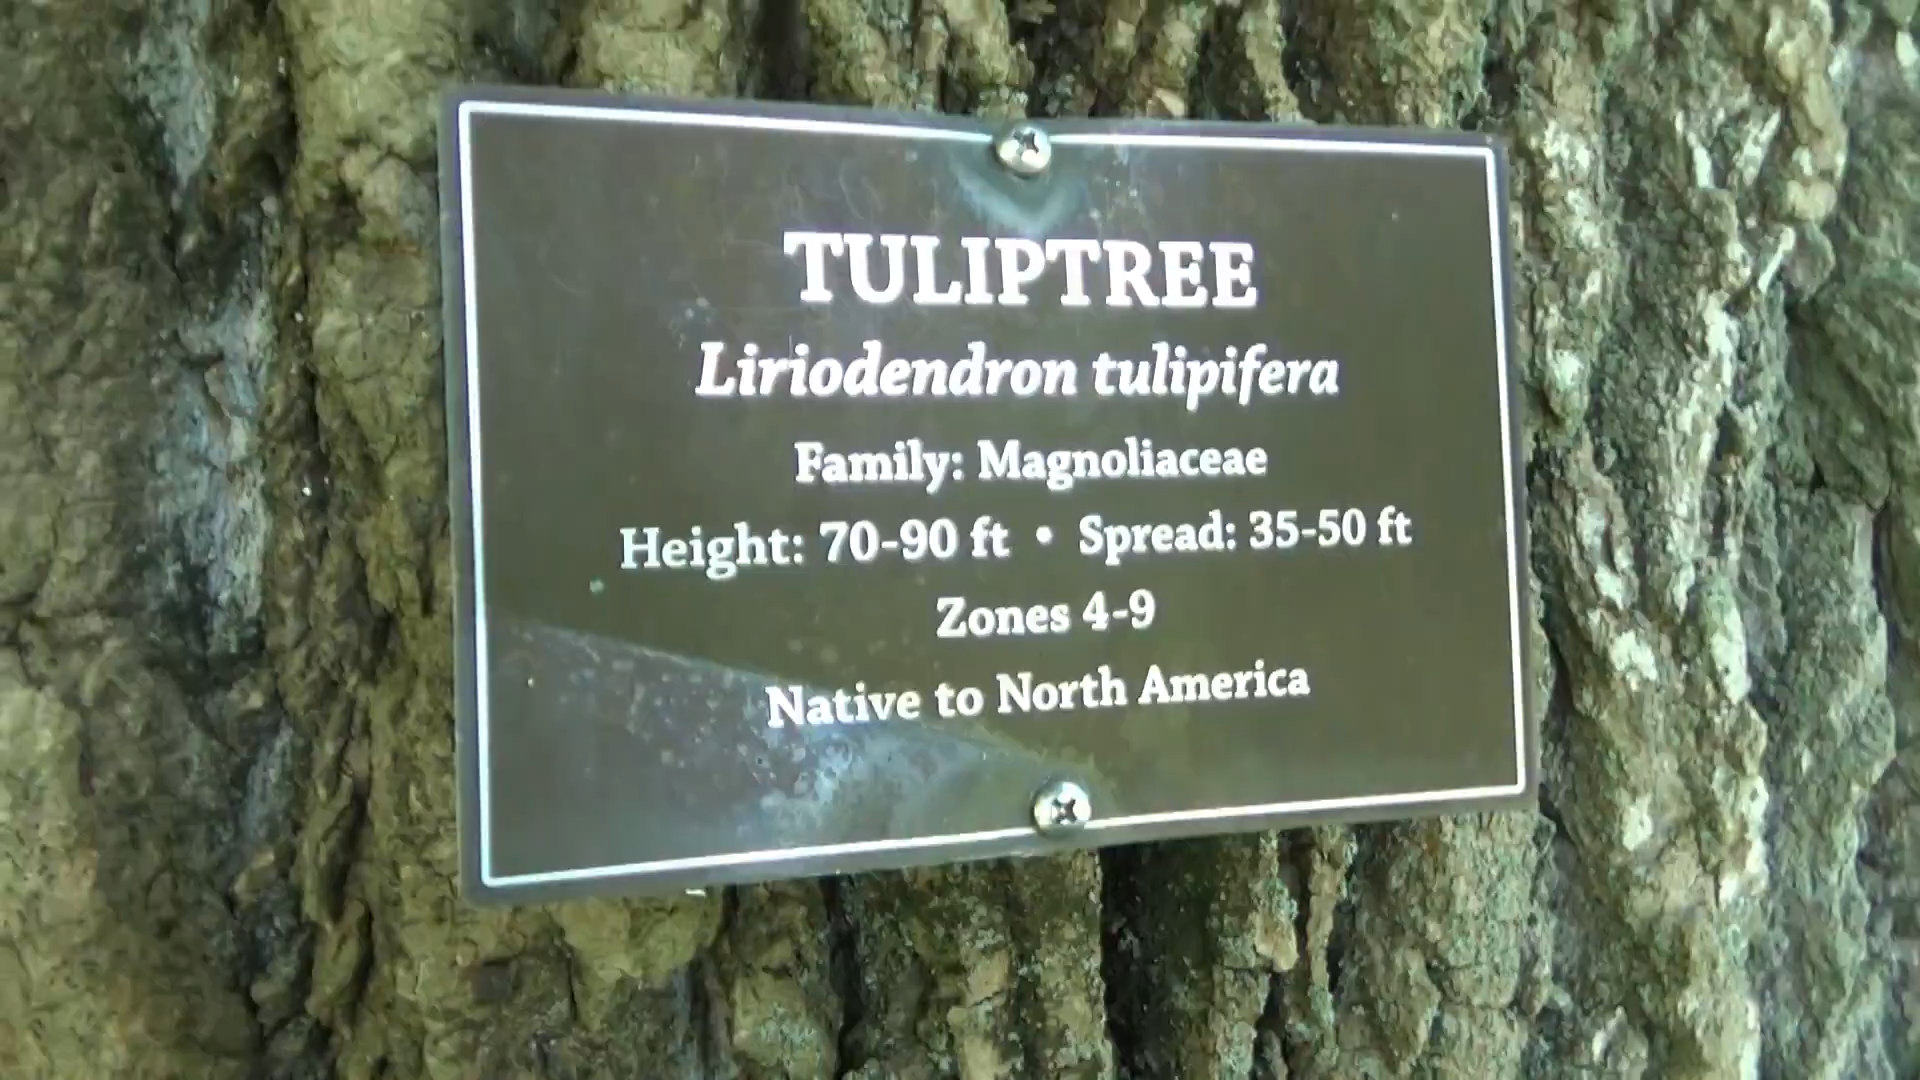 TULIPTREE
Liriodendron tulipifera
Family: Magnoliaceae
Height: 70-90 ft • Spread: 35-50 ft
Zones 4-9
Native to North America